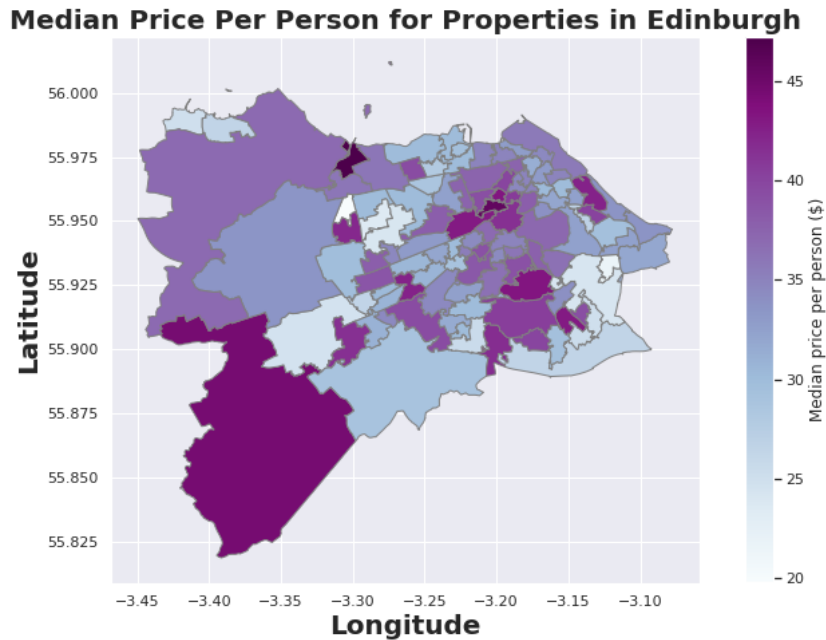 Median Price Per Person for Properties in Edinburgh
Latitude
56.000
55.975
55.950
55.925
55.900
55.875
55.850
55.825
−3.45 −3.40 −3.35 −3.30 −3.25 −3.20 −3.15 −3.10
Longitude
45
40
35
30
25
20
Median price per person ($)